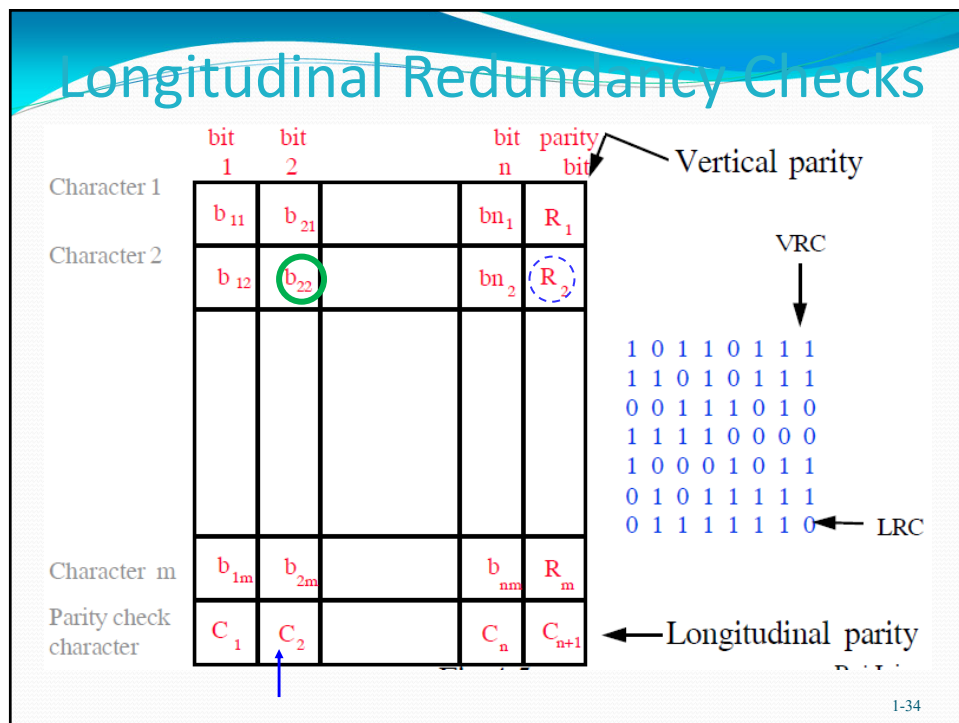 Longitudinal Redundancy Checks
bit bit bit parity
1 2 n bit
Vertical parity
Character 1
b 11 b 21 bn 1 R 1
Character 2
b 12 b 22 bn 2 R 2
VRC
1 0 1 1 0 1 1 1
1 1 0 1 0 1 1 1
0 0 1 1 1 0 1 0
1 1 1 1 0 0 0 0
1 0 0 0 1 0 1 1
0 1 0 1 1 1 1 1
0 1 1 1 1 1 1 0
LRC
Character m
b 1m b 2m b nm R m
Parity check
character
C 1 C 2 C n C n+1
Longitudinal parity
1-34